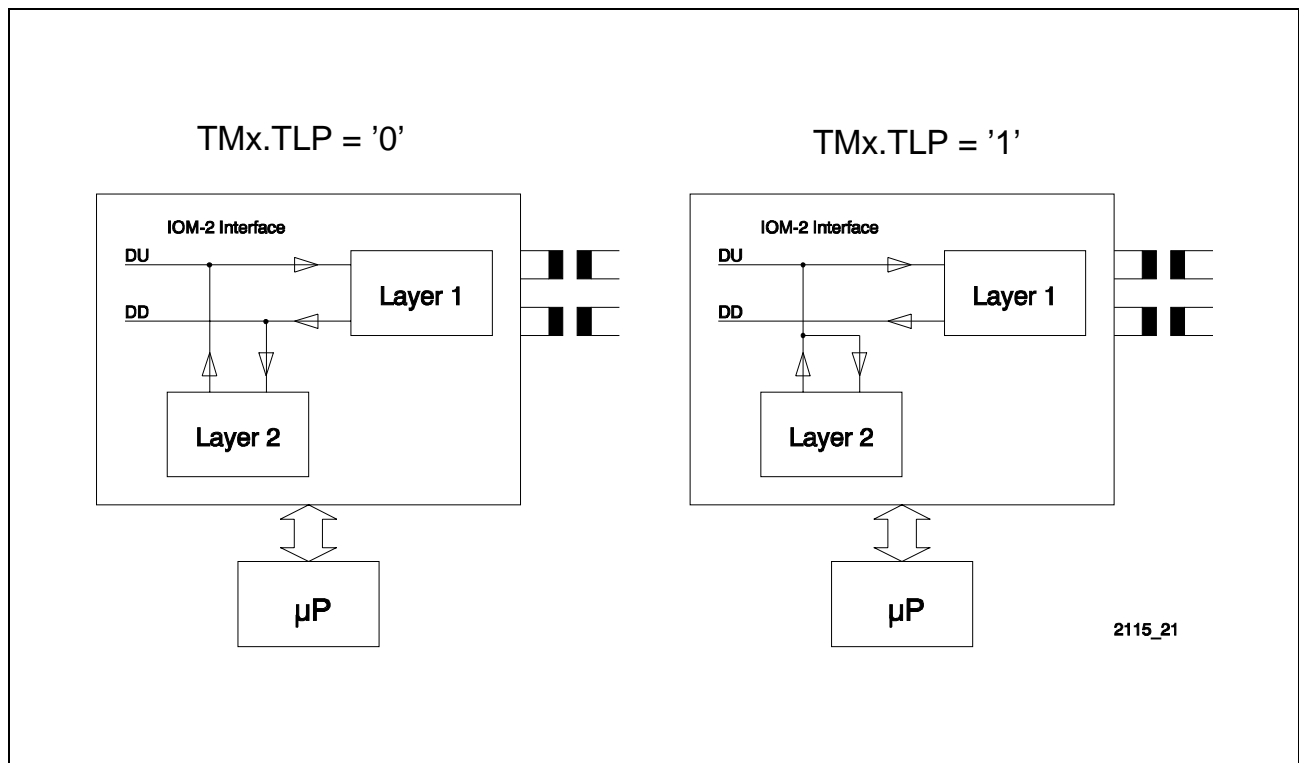 TMx.TLP = ’0’
IOM-2 Interface
DU
Layer 1
DD
Layer 2
µP
TMx.TLP = ’1’
IOM-2 Interface
DU
Layer 1
DD
Layer 2
µP
2115_21